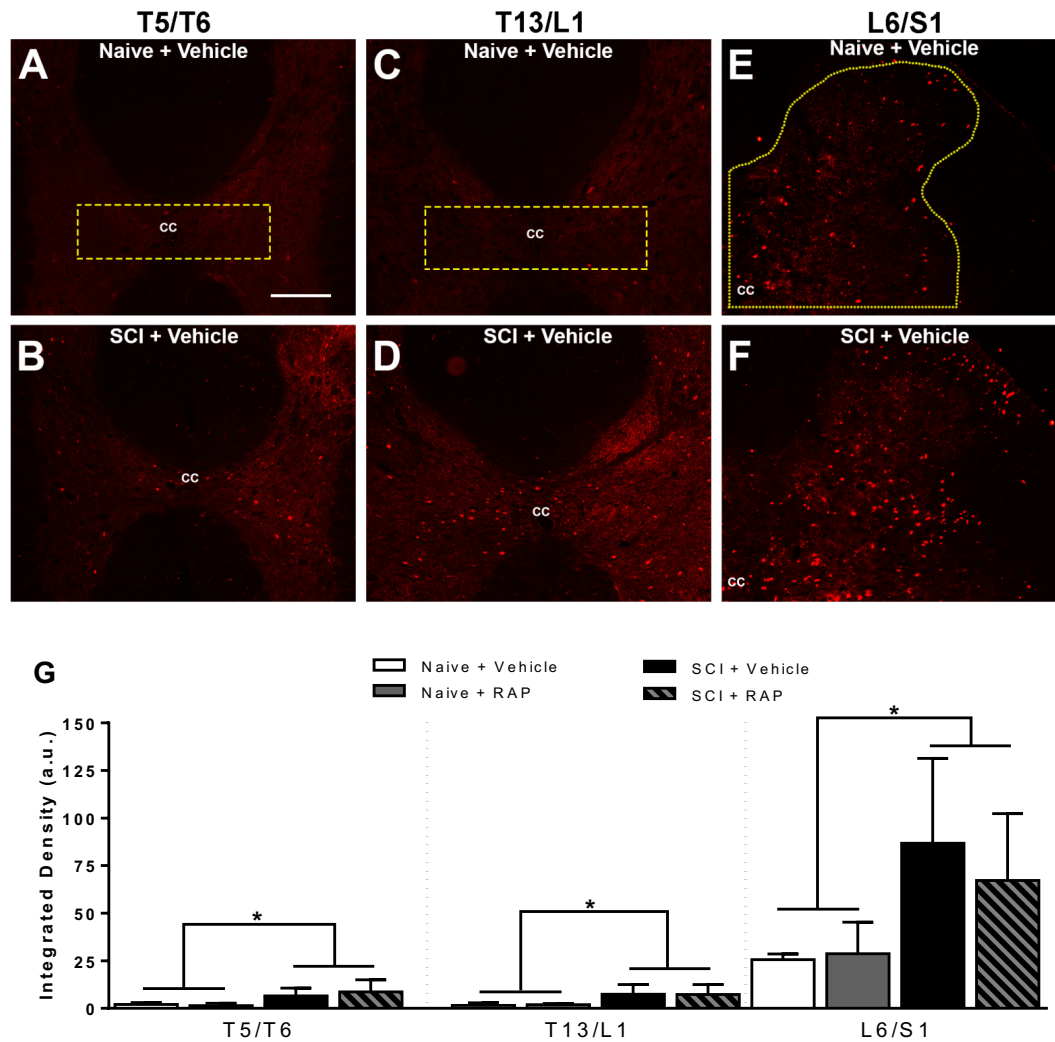 T5/T6 T13/L1 L6/S1
A Naive + Vehicle C Naive + Vehicle E Naive + Vehicle
cc cc cc
B SCI + Vehicle D SCI + Vehicle F SCI + Vehicle
cc cc cc
G
Naive + Vehicle SCI + Vehicle
Naive + RAP SCI + RAP
Integrated Density (a.u.)
150
125
100
75
50
25
0
* * *
T5/T6 T13/L1 L6/S1